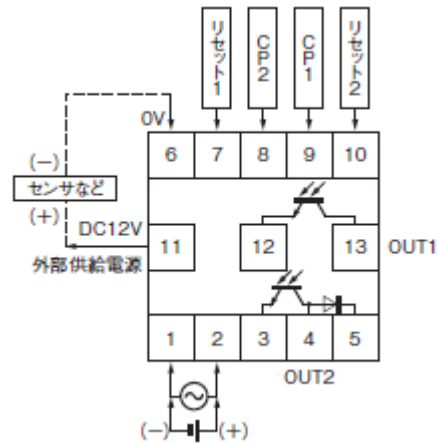 リセット1
CP2
CP1
リセット2
0V
6 7 8 9 10
(−)
センサなど
(+)
DC12V
外部供給電源
11 12 13
OUT1
1 2 3 4 5
OUT2
(−) (+)